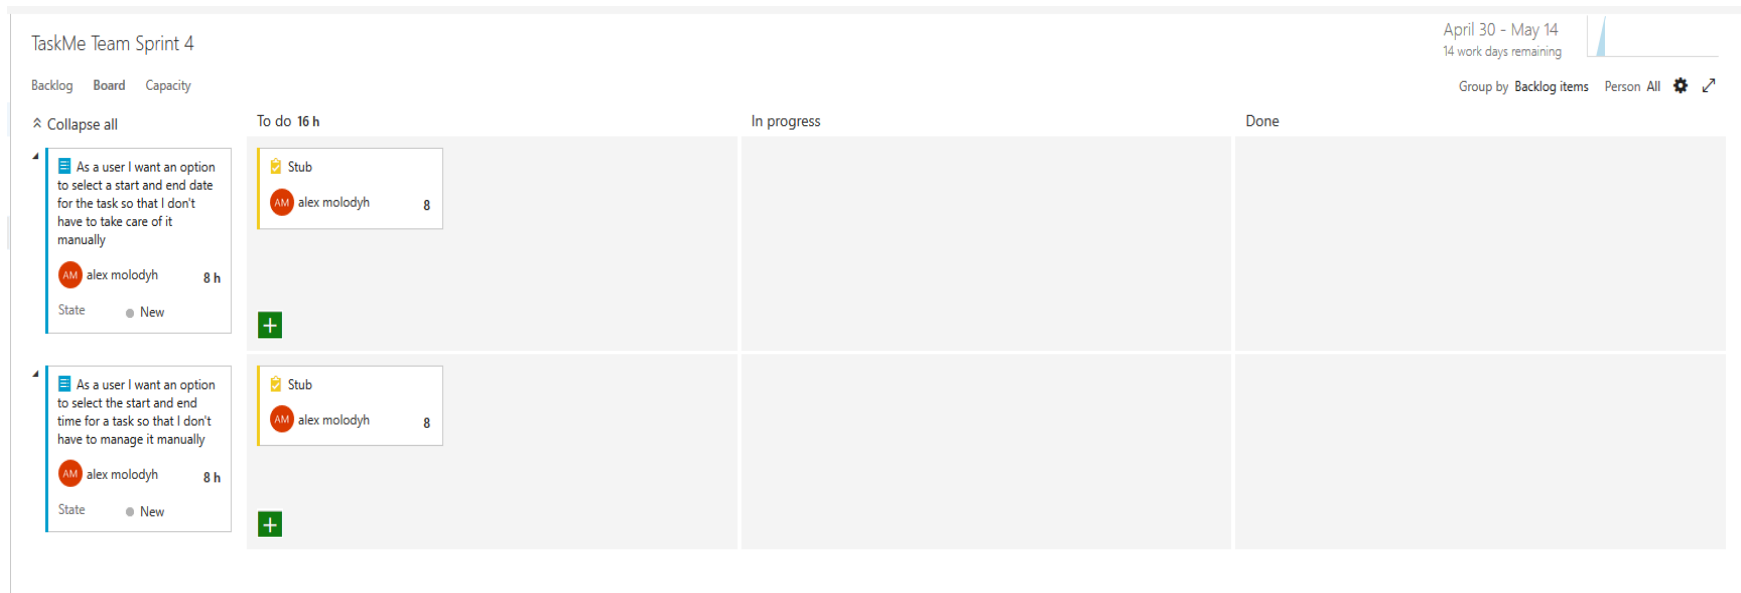 TaskMe Team Sprint 4
April 30 - May 14
14 work days remaining
Backlog Board Capacity
Group by Backlog items Person All
Collapse all
To do 16 h
In progress
Done
As a user I want an option
to select a start and end date
for the task so that I don't
have to take care of it
manually
AM alex molodyh 8 h
State New
Stub
AM alex molodyh 8
As a user I want an option
to select the start and end
time for a task so that I don't
have to manage it manually
AM alex molodyh 8 h
State New
Stub
AM alex molodyh 8